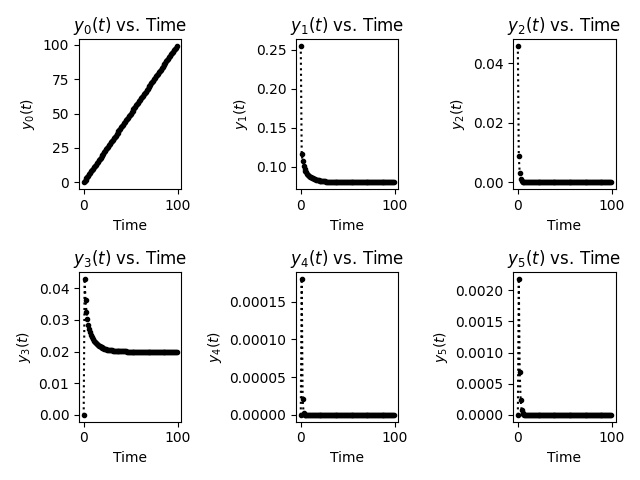 y₀(t) vs. Time
y₁(t) vs. Time
y₂(t) vs. Time
100
75
50
25
0
y₀(t)
0
100
Time
0.25
0.20
0.15
0.10
y₁(t)
0
100
Time
0.04
0.02
0.00
y₂(t)
0
100
Time
y₃(t) vs. Time
y₄(t) vs. Time
y₅(t) vs. Time
0.04
0.03
0.02
0.01
0.00
y₃(t)
0
100
Time
0.00015
0.00010
0.00005
0.00000
y₄(t)
0
100
Time
0.0020
0.0015
0.0010
0.0005
0.0000
y₅(t)
0
100
Time